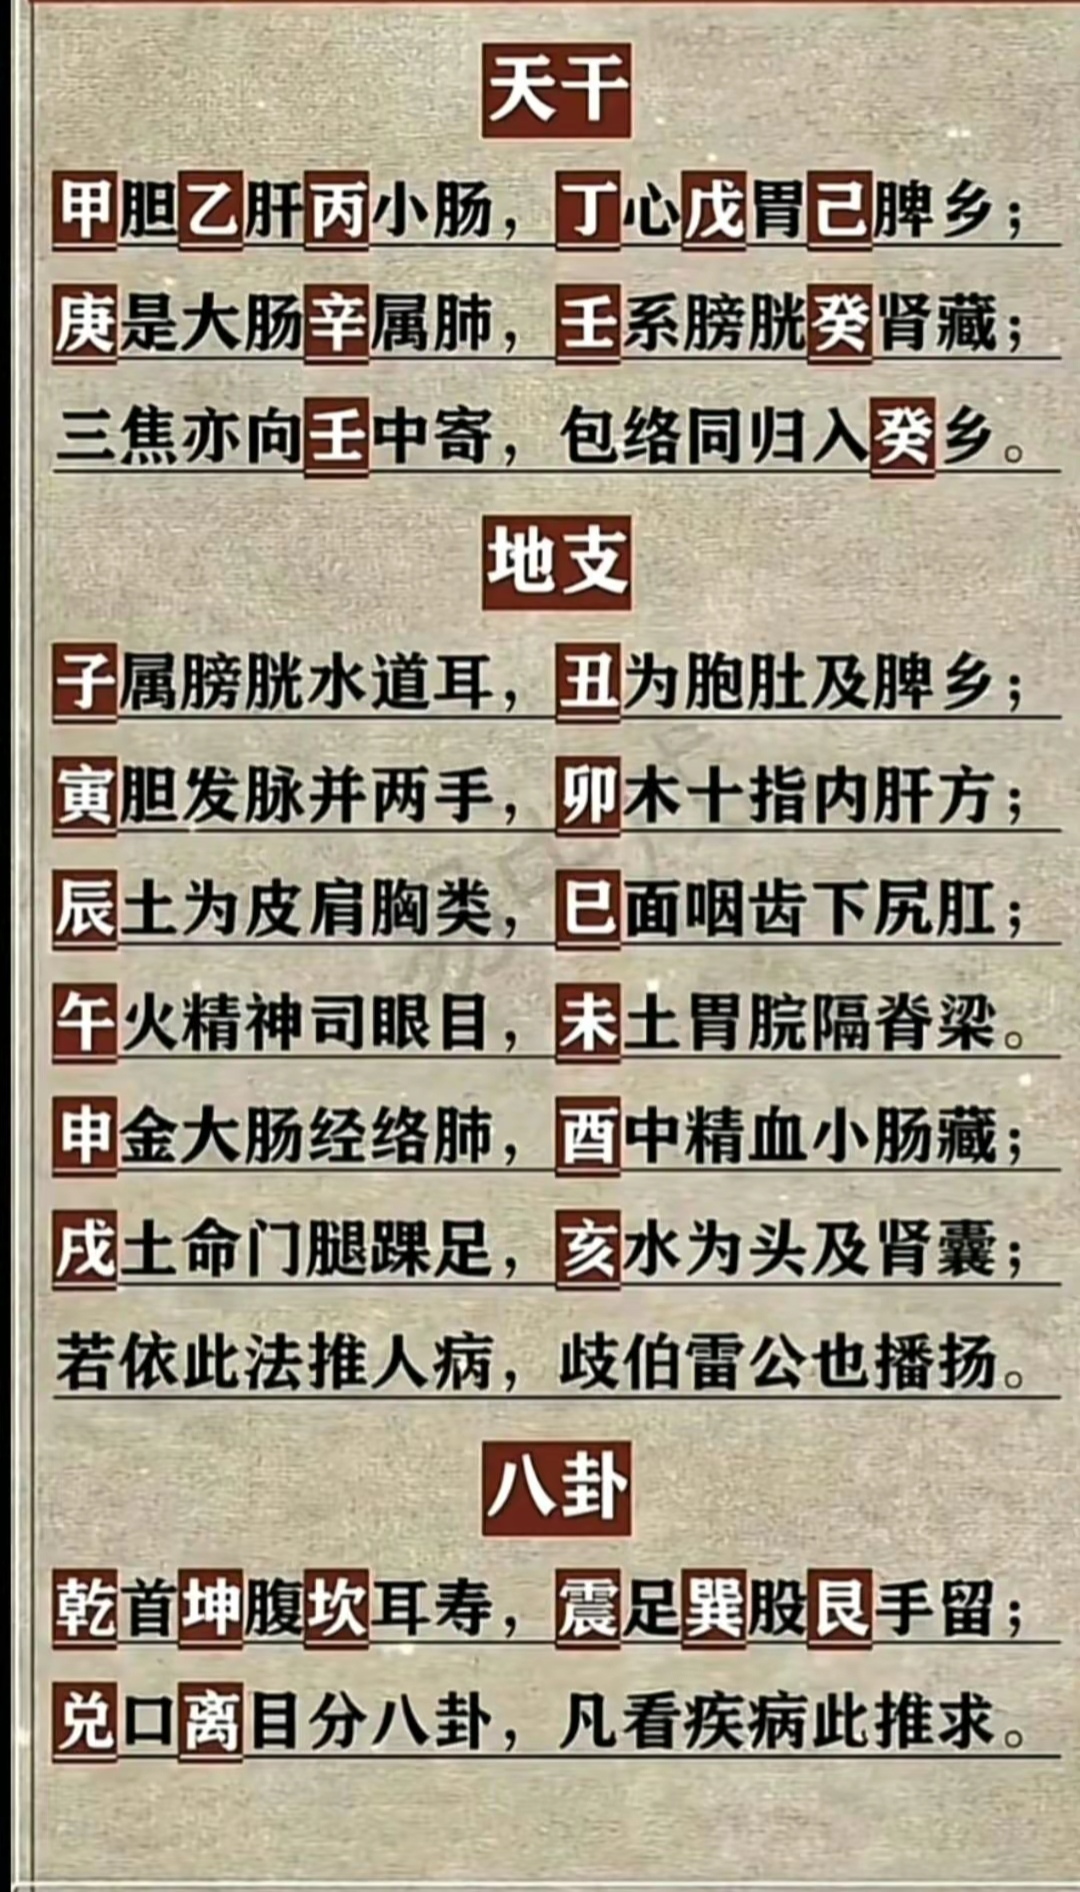 天干
甲胆乙肝丙小肠，丁心戊胃己脾乡；
庚是大肠辛属肺，壬系膀胱癸肾藏；
三焦亦向壬中寄，包络同归入癸乡。
地支
子属膀胱水道耳，丑为胞肚及脾乡；
寅胆发脉并两手，卯木十指内肝方；
辰土为皮肩胸类，巳面咽齿下尻肛；
午火精神司眼目，未土胃脘隔脊梁。
申金大肠经络肺，酉中精血小肠藏；
戌土命门腿踝足，亥水为头及肾囊；
若依此法推人病，歧伯雷公也播扬。
八卦
乾首坤腹坎耳寿，震足巽股艮手留；
兑口离目分八卦，凡看疾病此推求。